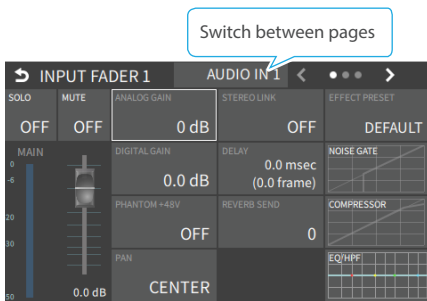 Switch between pages
INPUT FADER 1
AUDIO IN 1
SOLO
OFF
MUTE
OFF
ANALOG GAIN
0 dB
STEREO LINK
OFF
EFFECT PRESET
DEFAULT
MAIN
0
-6
20
30
50
0.0 dB
DIGITAL GAIN
0.0 dB
DELAY
0.0 msec
(0.0 frame)
NOISE GATE
PHANTOM +48V
OFF
REVERB SEND
0
COMPRESSOR
PAN
CENTER
EQ/HPF